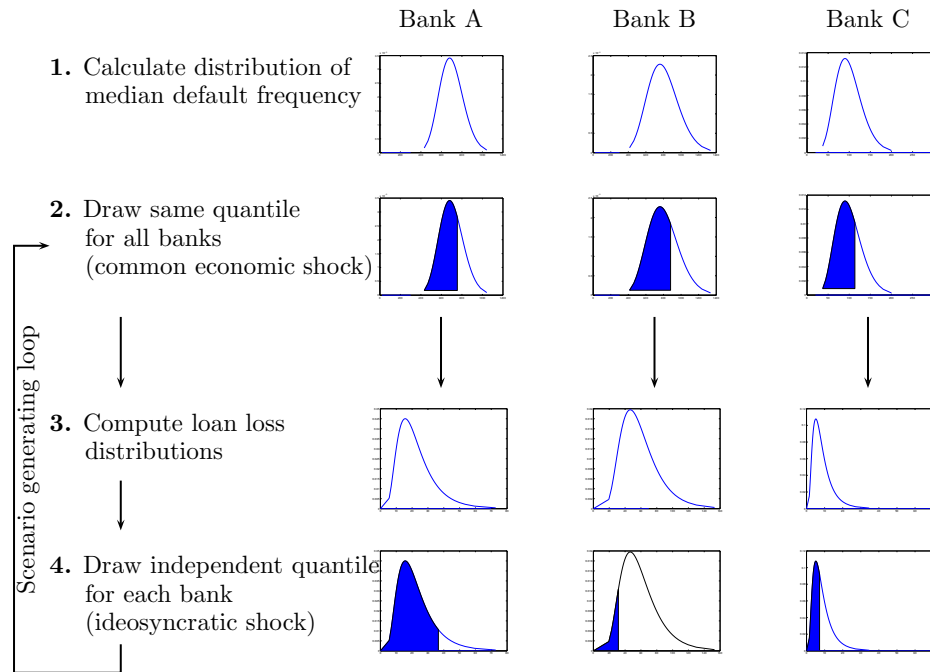 Bank A Bank B Bank C
1. Calculate distribution of
median default frequency
2. Draw same quantile
for all banks
(common economic shock)
Scenario generating loop
3. Compute loan loss
distributions
4. Draw independent quantile
for each bank
(ideosyncratic shock)